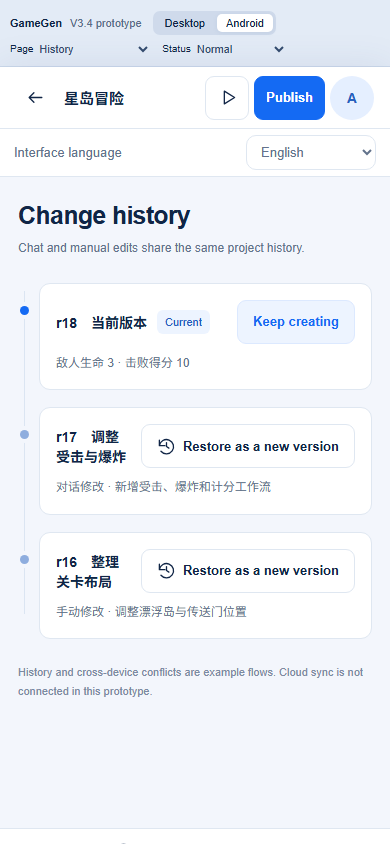 GameGen V3.4 prototype Desktop Android
Page History Status Normal
星岛冒险 Publish A
Interface language English
Change history
Chat and manual edits share the same project history.
r18 当前版本 Current Keep creating
敌人生命 3 · 击败得分 10
r17 调整
受击与爆炸
Restore as a new version
对话修改 · 新增受击、爆炸和计分工作流
r16 整理
关卡布局
Restore as a new version
手动修改 · 调整漂浮岛与传送门位置
History and cross-device conflicts are example flows. Cloud sync is not
connected in this prototype.